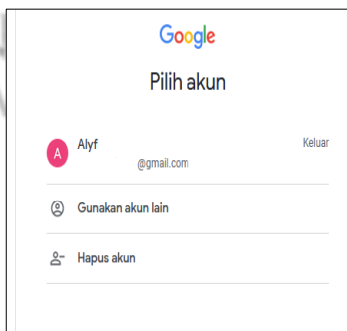 Google
Pilih akun
A
Alyf
Keluar
@gmail.com
Gunakan akun lain
Hapus akun